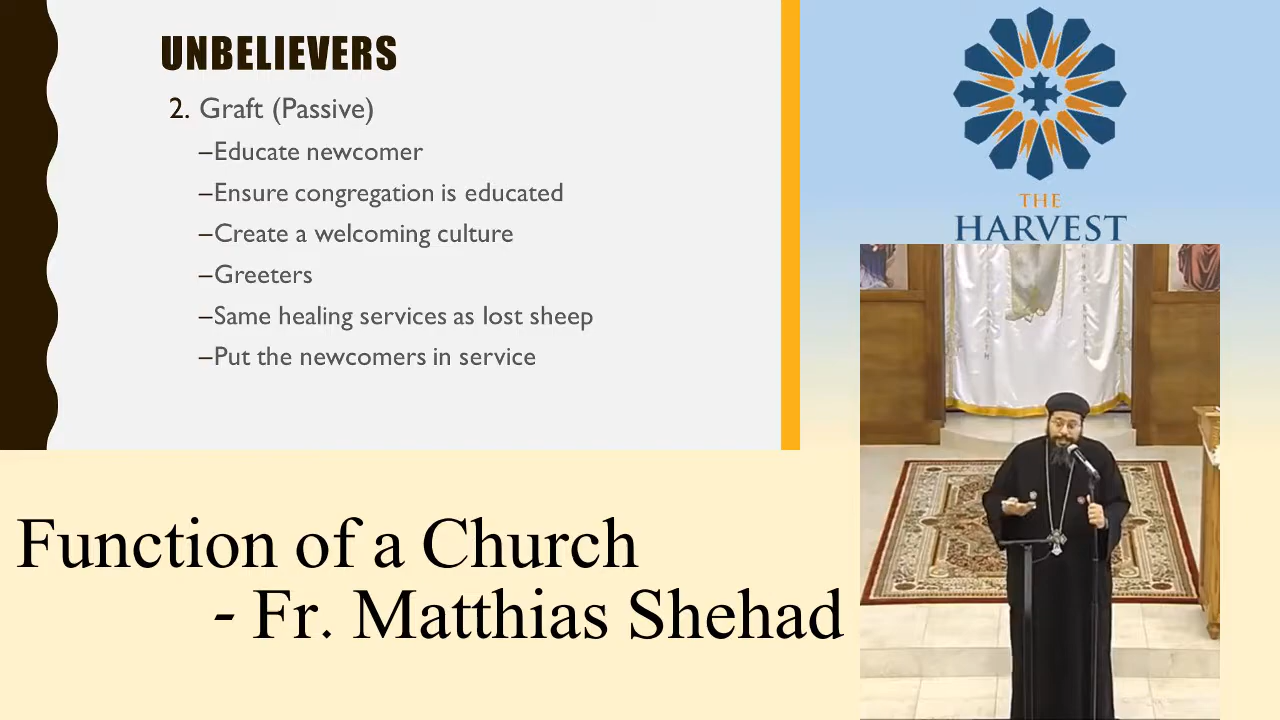 UNBELIEVERS
2. Graft (Passive)
–Educate newcomer
–Ensure congregation is educated
–Create a welcoming culture
–Greeters
–Same healing services as lost sheep
–Put the newcomers in service
THE
HARVEST
Function of a Church
- Fr. Matthias Shehad